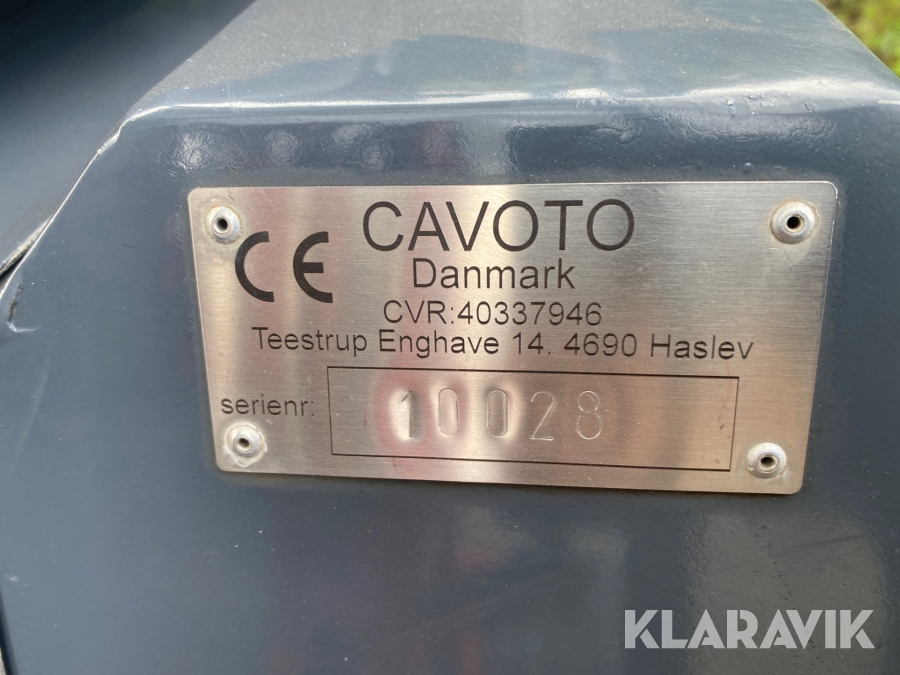 CAVOTO
CE
Danmark
CVR:40337946
Teestrup Enghave 14. 4690 Haslev
serienr: 10028
KLARAVIK